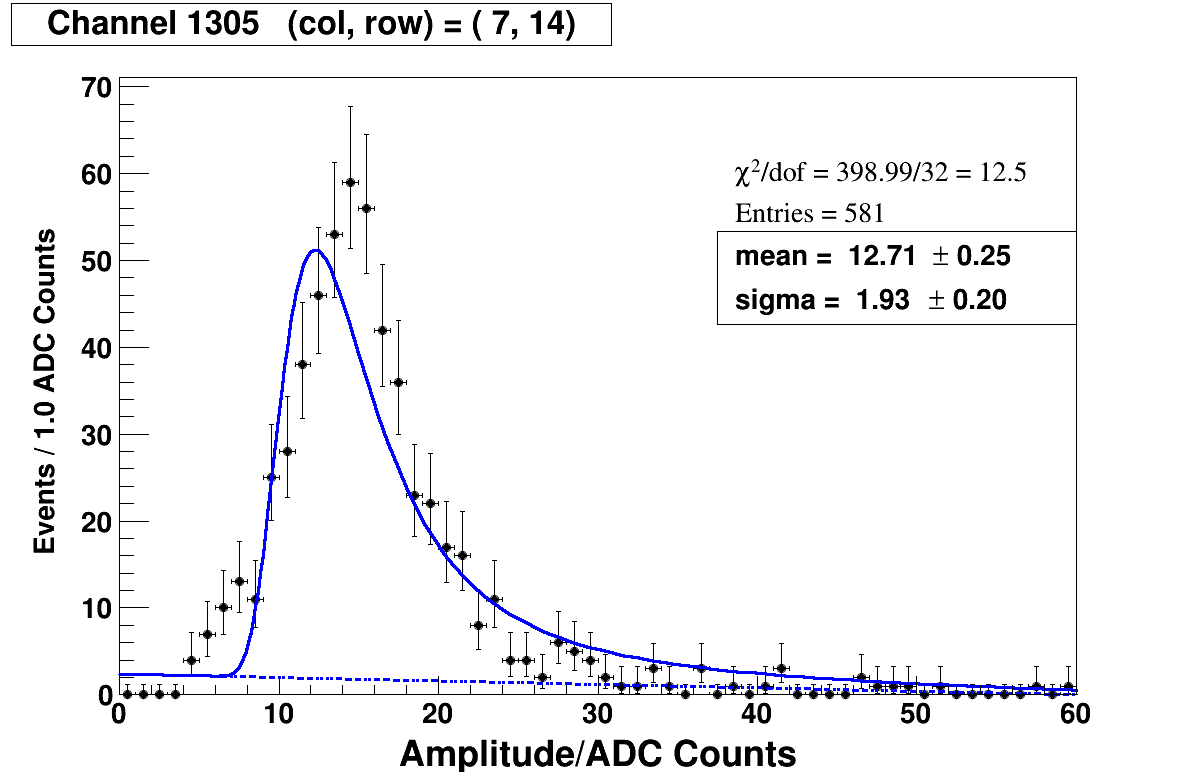 Channel 1305 (col, row) = ( 7, 14)
70
60
50
40
30
20
10
0
Events / 1.0 ADC Counts
χ²/dof = 398.99/32 = 12.5
Entries = 581
mean = 12.71 ± 0.25
sigma = 1.93 ± 0.20
0 10 20 30 40 50 60
Amplitude/ADC Counts